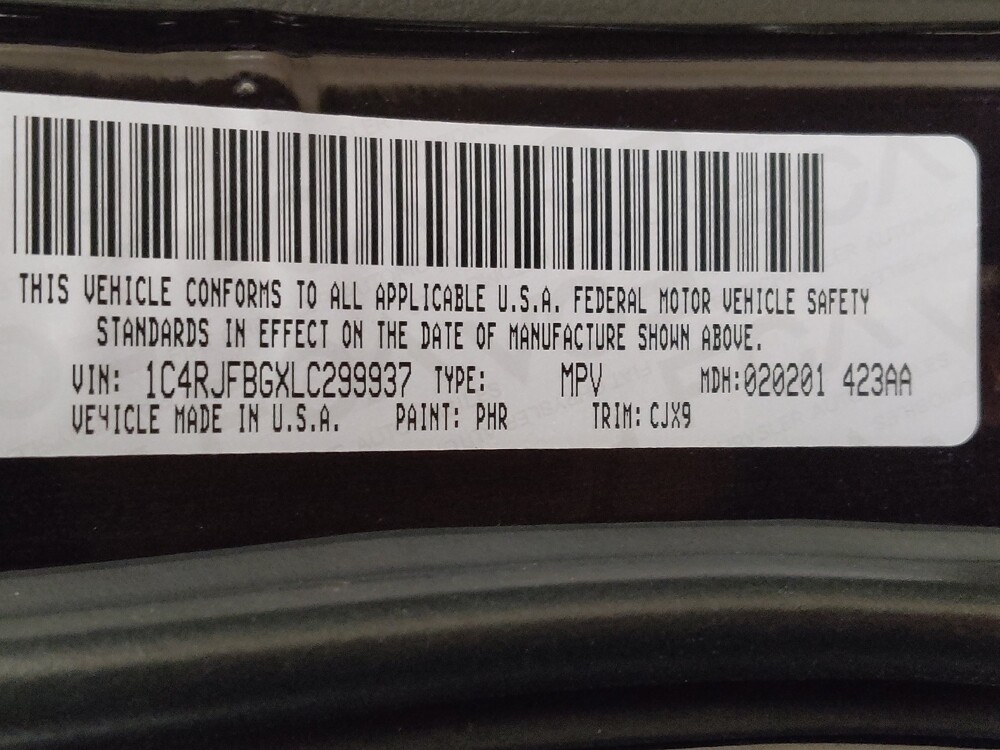 THIS VEHICLE CONFORMS TO ALL APPLICABLE U.S.A. FEDERAL MOTOR VEHICLE SAFETY
STANDARDS IN EFFECT ON THE DATE OF MANUFACTURE SHOWN ABOVE.
VIN: 1C4RJFBGXLC299937 TYPE: MPV MDH:020201 423AA
VEHICLE MADE IN U.S.A. PAINT: PHR TRIM: CJX9